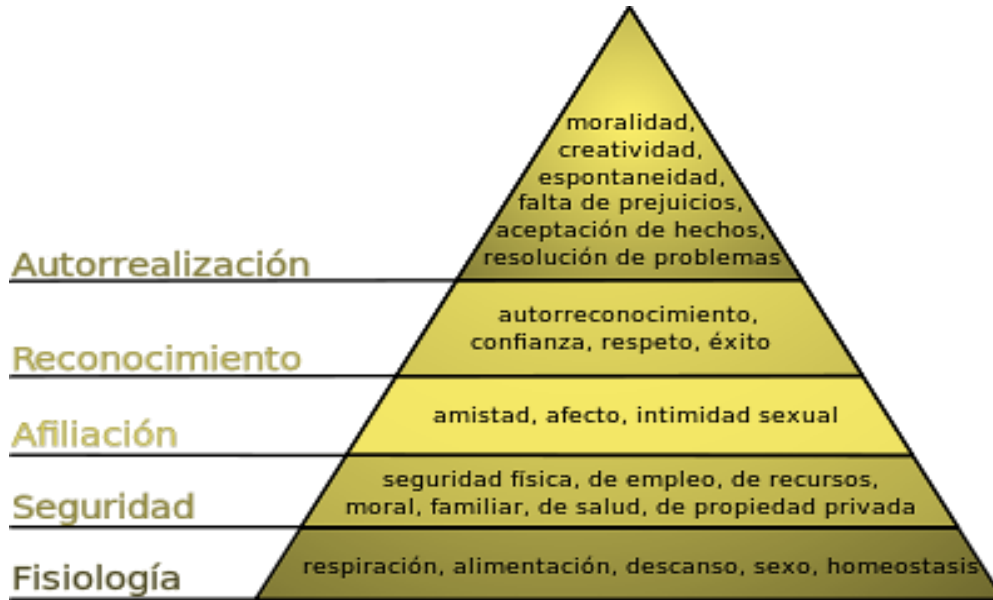 moralidad,
creatividad,
espontaneidad,
falta de prejuicios,
aceptación de hechos,
resolución de problemas
Autorrealización
autorreconocimiento,
confianza, respeto, éxito
Reconocimiento
amistad, afecto, intimidad sexual
Afiliación
seguridad física, de empleo, de recursos,
moral, familiar, de salud, de propiedad privada
Seguridad
respiración, alimentación, descanso, sexo, homeostasis
Fisiología